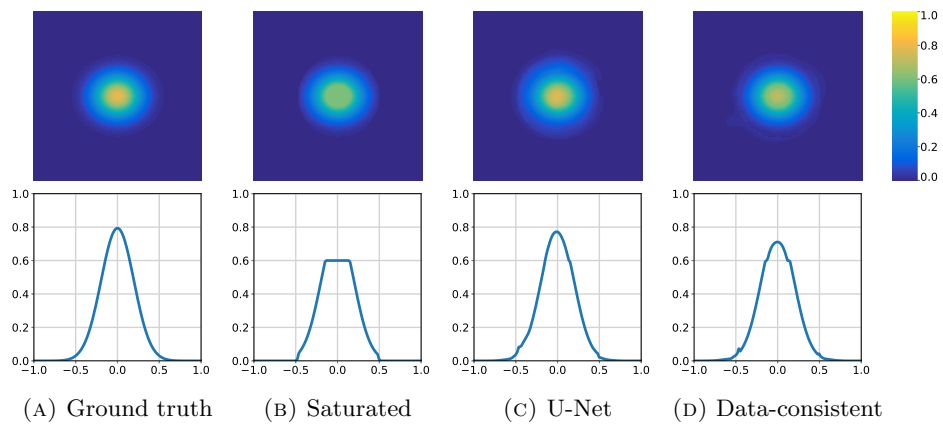 1.0
0.8
0.6
0.4
0.2
0.0
1.0 1.0 1.0 1.0
0.8 0.8 0.8 0.8
0.6 0.6 0.6 0.6
0.4 0.4 0.4 0.4
0.2 0.2 0.2 0.2
0.0 0.0 0.0 0.0
−1.0 −0.5 0.0 0.5 1.0 −1.0 −0.5 0.0 0.5 1.0 −1.0 −0.5 0.0 0.5 1.0 −1.0 −0.5 0.0 0.5 1.0
(A) Ground truth (B) Saturated (C) U-Net (D) Data-consistent